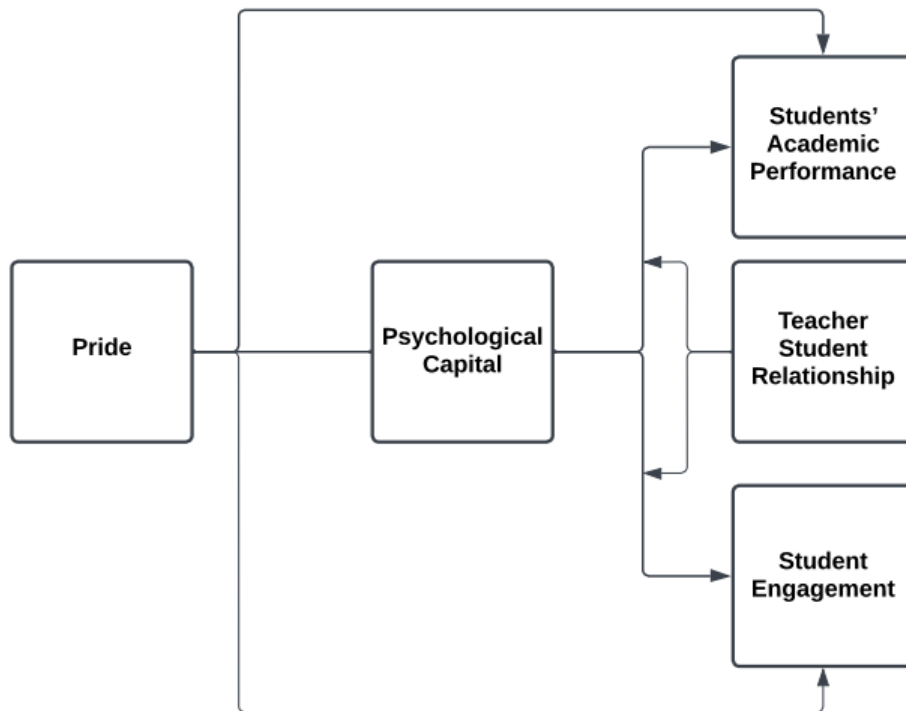 Students’
Academic
Performance
Pride
Psychological
Capital
Teacher
Student
Relationship
Student
Engagement